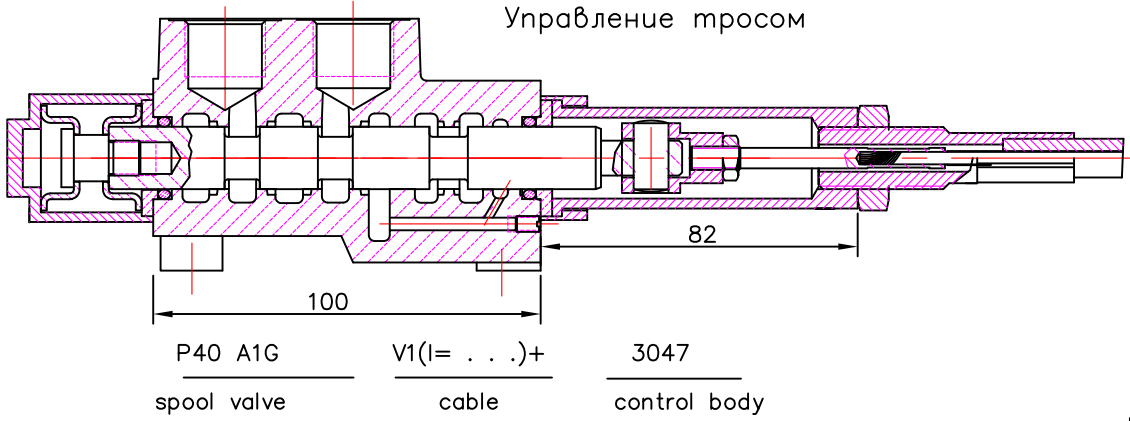 Управление тросом
82
100
P40 A1G V1(l= . . .)+ 3047
spool valve cable control body